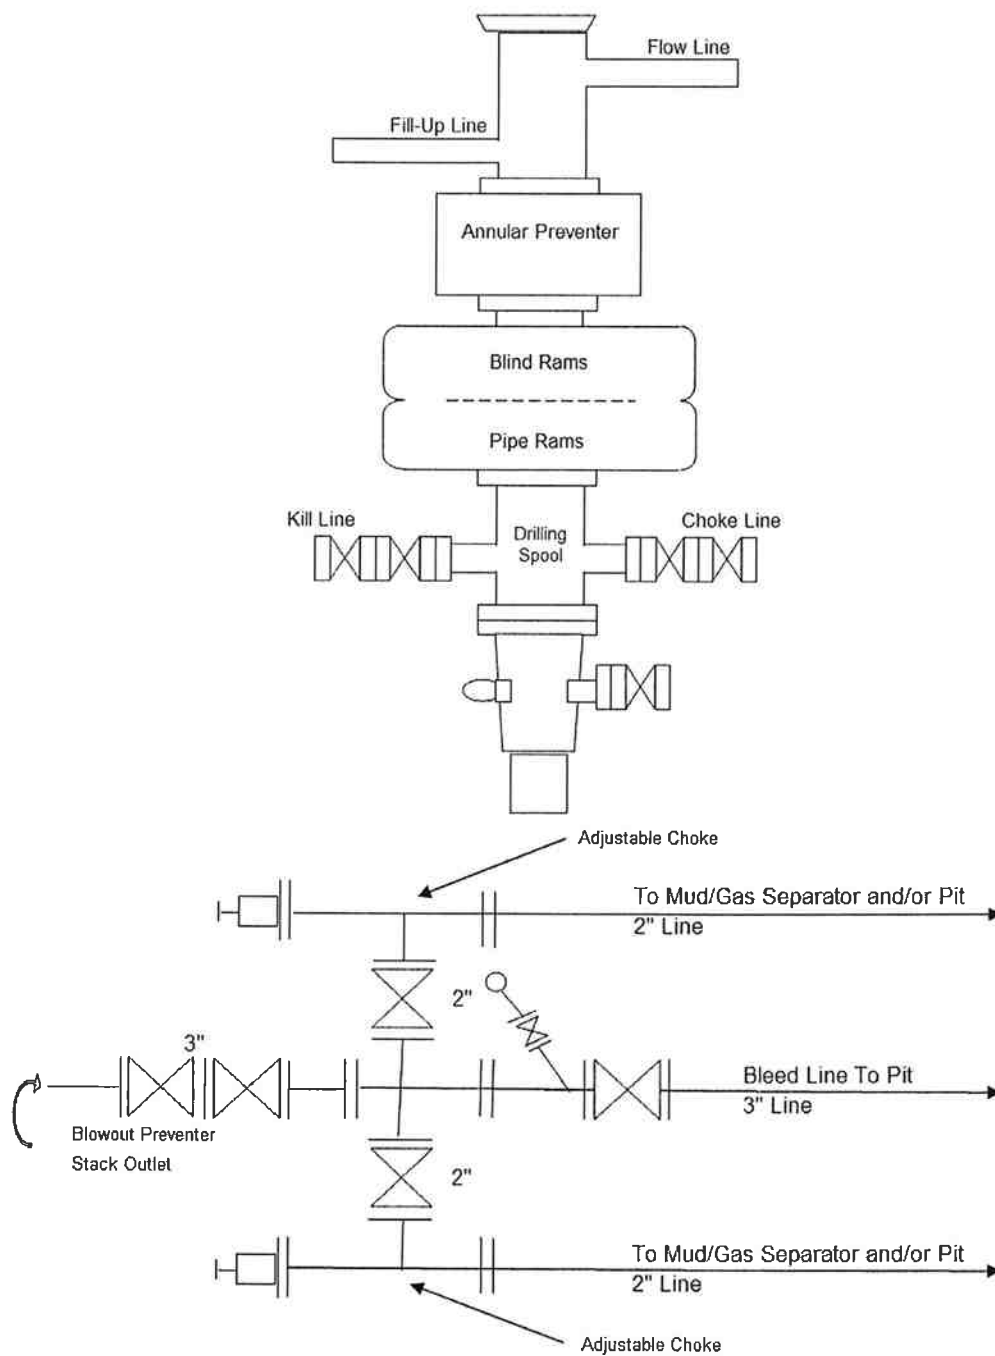 Flow Line
Fill-Up Line
Annular Preventer
Blind Rams
Pipe Rams
Kill Line
Drilling
Spool
Choke Line
Adjustable Choke
To Mud/Gas Separator and/or Pit
2" Line
2"
3"
Bleed Line To Pit
3" Line
Blowout Preventer
Stack Outlet
2"
To Mud/Gas Separator and/or Pit
2" Line
Adjustable Choke